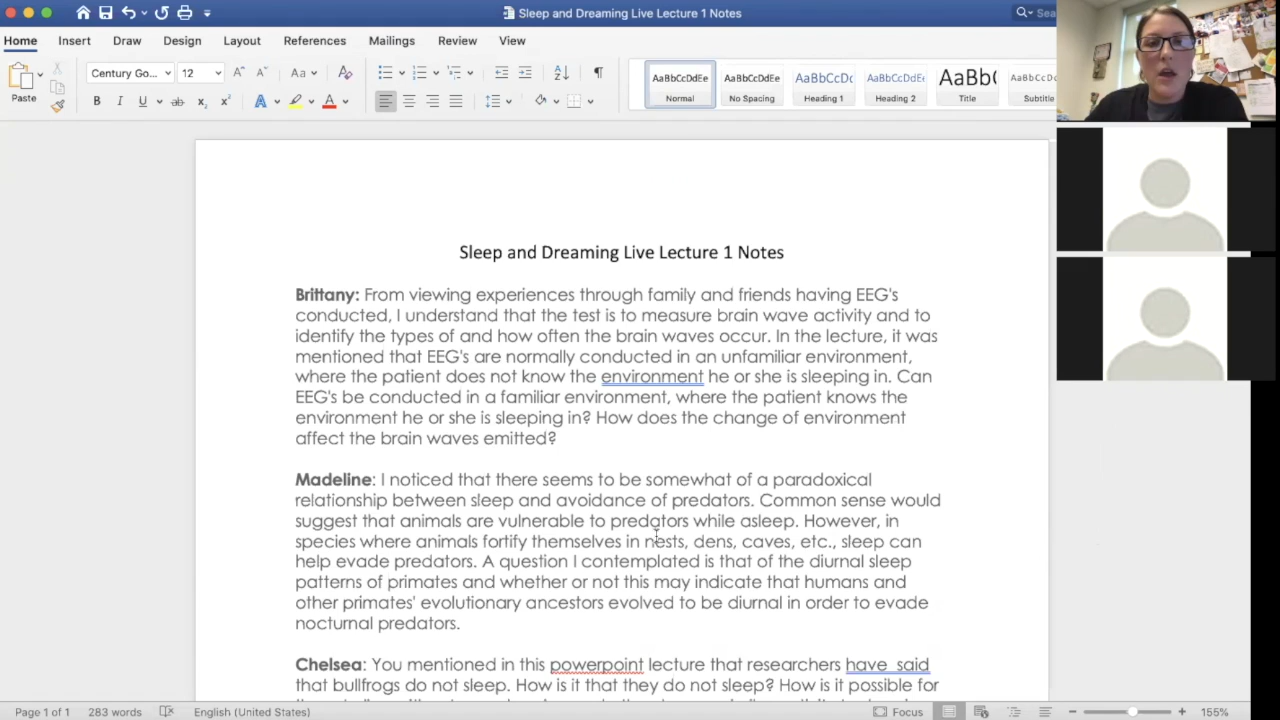 Sleep and Dreaming Live Lecture 1 Notes
Sea
Home Insert Draw Design Layout References Mailings Review View
Paste
Century Go... 12
AaBbCcDdEe AaBbCcDdEe AaBbCcDc AaBbCcDdEe AaBb( AaBbCcDd
Normal No Spacing Heading 1 Heading 2 Title Subtitle
Sleep and Dreaming Live Lecture 1 Notes
Brittany: From viewing experiences through family and friends having EEG's
conducted, I understand that the test is to measure brain wave activity and to
identify the types of and how often the brain waves occur. In the lecture, it was
mentioned that EEG's are normally conducted in an unfamiliar environment,
where the patient does not know the environment he or she is sleeping in. Can
EEG's be conducted in a familiar environment, where the patient knows the
environment he or she is sleeping in? How does the change of environment
affect the brain waves emitted?
Madeline: I noticed that there seems to be somewhat of a paradoxical
relationship between sleep and avoidance of predators. Common sense would
suggest that animals are vulnerable to predators while asleep. However, in
species where animals fortify themselves in nests, dens, caves, etc., sleep can
help evade predators. A question I contemplated is that of the diurnal sleep
patterns of primates and whether or not this may indicate that humans and
other primates' evolutionary ancestors evolved to be diurnal in order to evade
nocturnal predators.
Chelsea: You mentioned in this powerpoint lecture that researchers have  said
that bullfrogs do not sleep. How is it that they do not sleep? How is it possible for
Page 1 of 1 283 words English (United States) Focus 155%